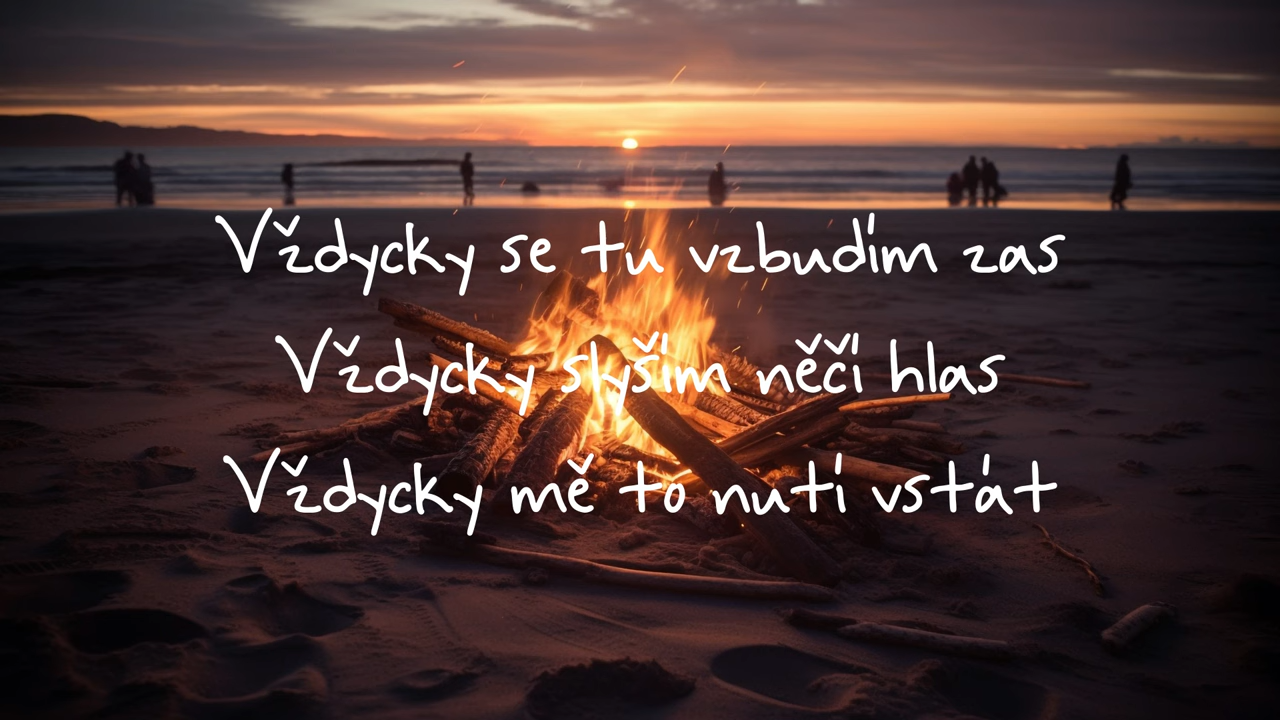 Vždycky se tu vzbudím zas
Vždycky slyším něčí hlas
Vždycky mě to nutí vstát